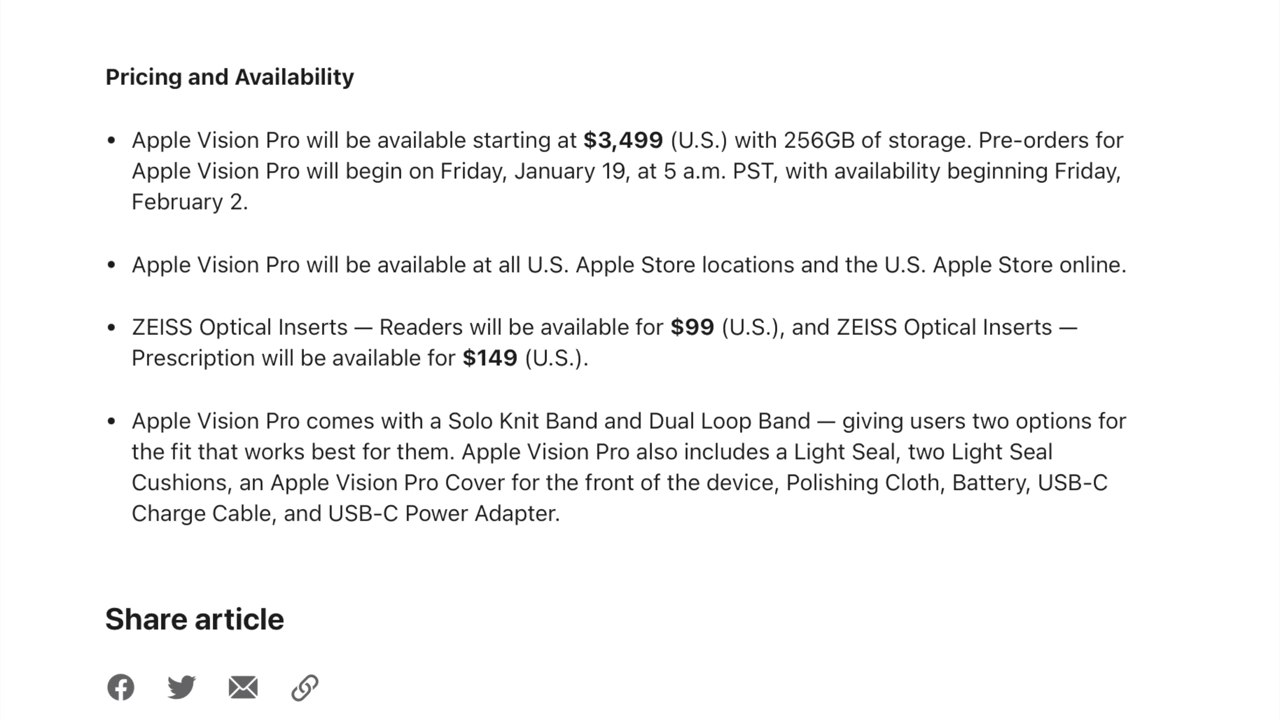 Pricing and Availability
• Apple Vision Pro will be available starting at $3,499 (U.S.) with 256GB of storage. Pre-orders for
Apple Vision Pro will begin on Friday, January 19, at 5 a.m. PST, with availability beginning Friday,
February 2.
• Apple Vision Pro will be available at all U.S. Apple Store locations and the U.S. Apple Store online.
• ZEISS Optical Inserts — Readers will be available for $99 (U.S.), and ZEISS Optical Inserts —
Prescription will be available for $149 (U.S.).
• Apple Vision Pro comes with a Solo Knit Band and Dual Loop Band — giving users two options for
the fit that works best for them. Apple Vision Pro also includes a Light Seal, two Light Seal
Cushions, an Apple Vision Pro Cover for the front of the device, Polishing Cloth, Battery, USB-C
Charge Cable, and USB-C Power Adapter.
Share article